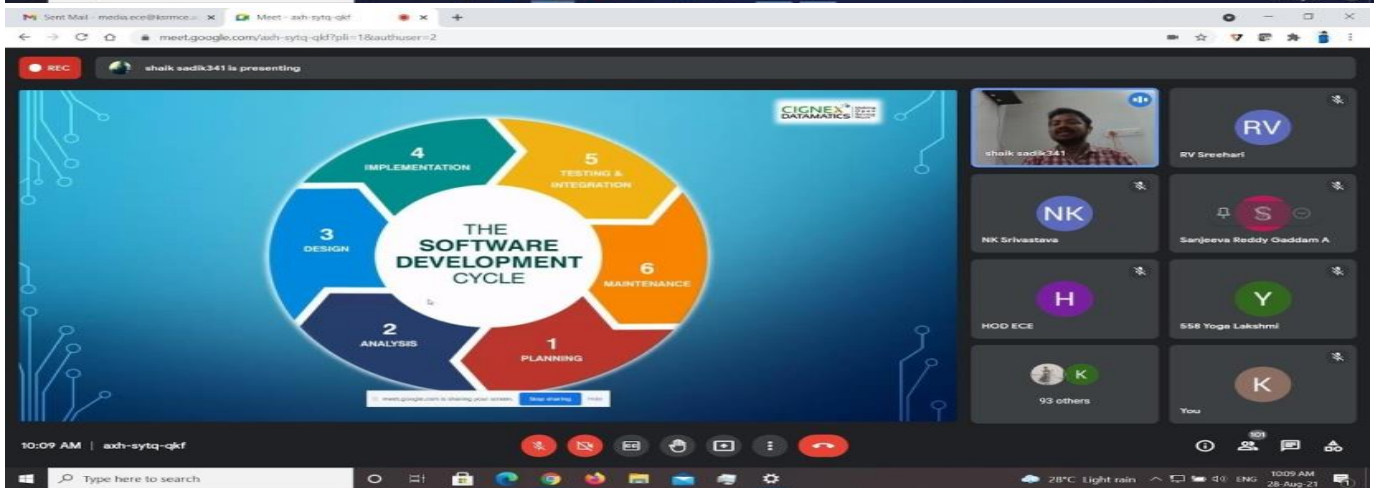 Sent Mail - media.ece@ksrmce.
Meet - axh-sytq-qkf
meet.google.com/axh-sytq-qkf?pli=1&authuser=2
REC
shaik sadik341 is presenting
CIGNEX
DATAMATICS
4
IMPLEMENTATION
5
TESTING &
INTEGRATION
3
DESIGN
THE
SOFTWARE
DEVELOPMENT
CYCLE
6
MAINTENANCE
2
ANALYSIS
1
PLANNING
meet.google.com is sharing your screen.
Stop sharing
Hide
shaik sadik341
RV
RV Sreehari
NK
NK Srivastava
S
Sanjeeva Reddy Gaddam A
H
HOD ECE
Y
558 Yoga Lakshmi
K
93 others
K
You
10:09 AM | axh-sytq-qkf
101
Type here to search
28°C Light rain
ENG
10:09 AM
28-Aug-21